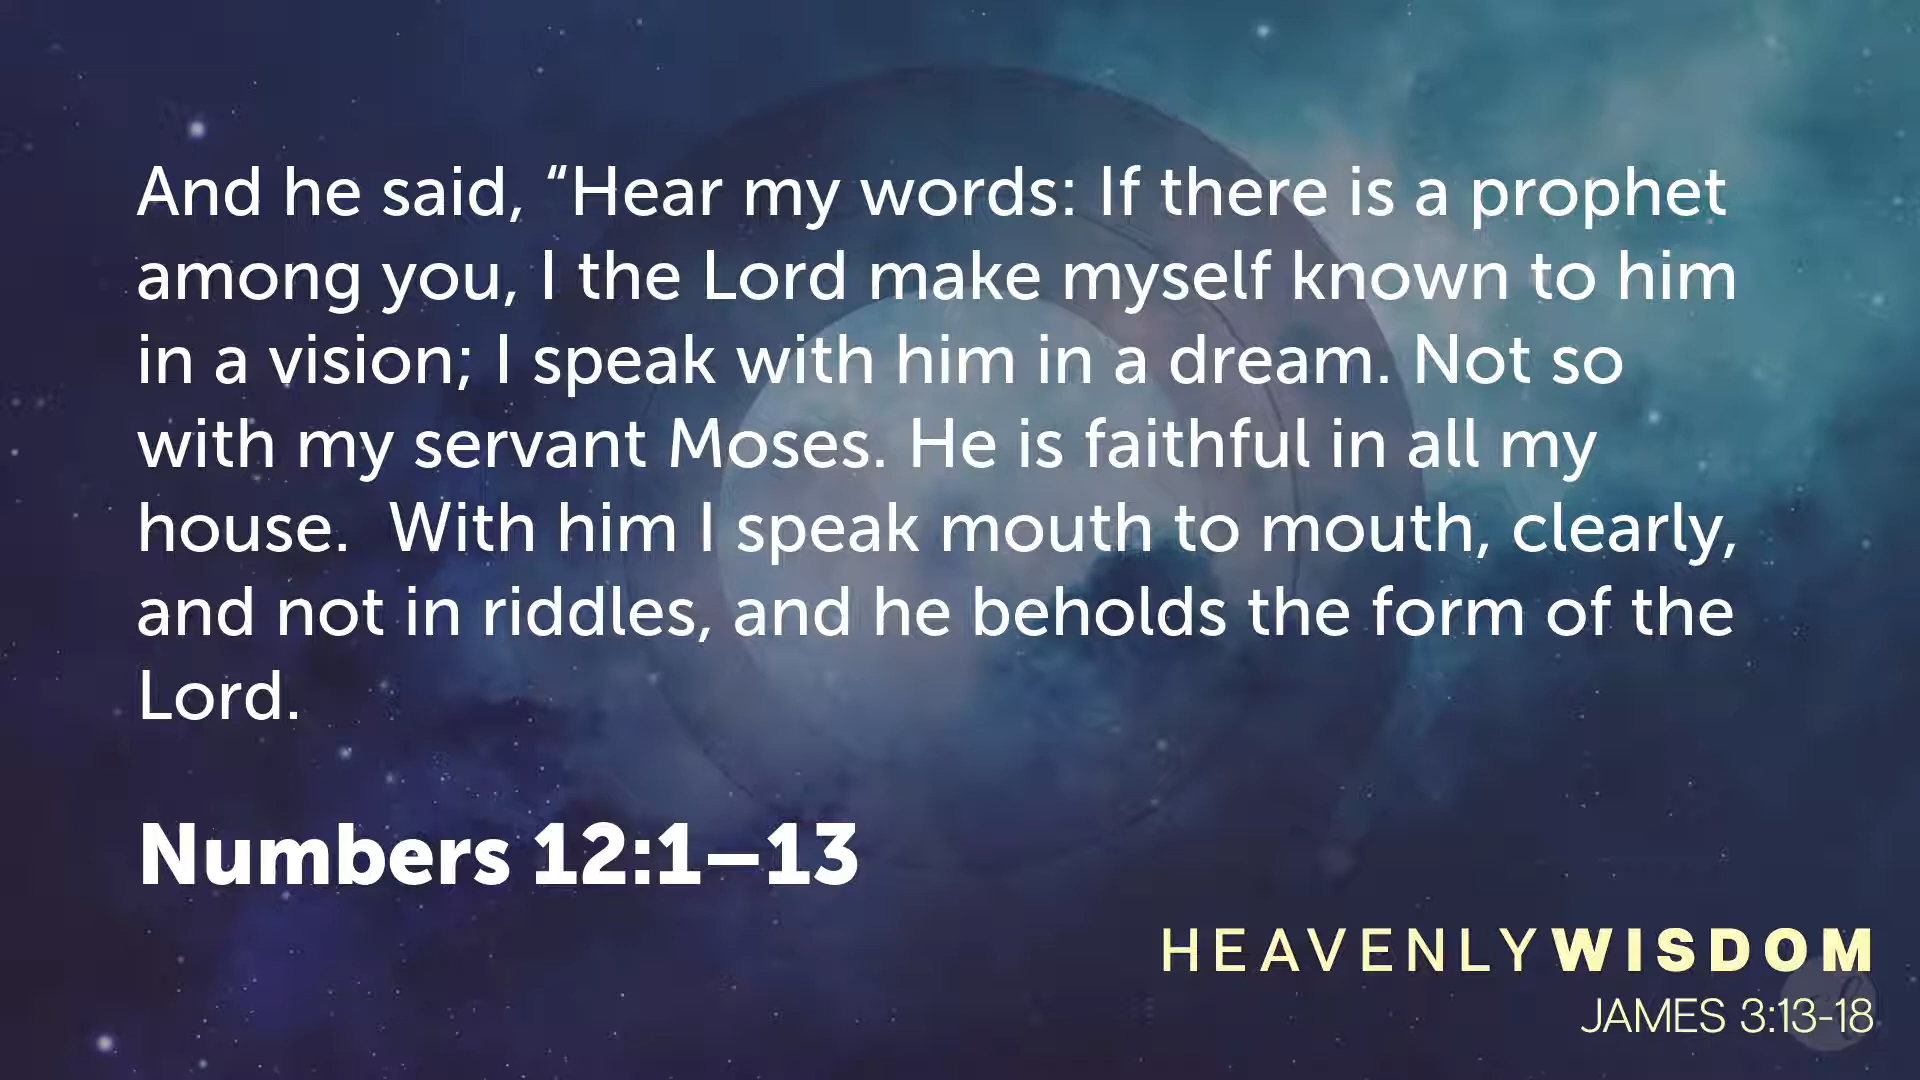 And he said, “Hear my words: If there is a prophet
among you, I the Lord make myself known to him
in a vision; I speak with him in a dream. Not so
with my servant Moses. He is faithful in all my
house.  With him I speak mouth to mouth, clearly,
and not in riddles, and he beholds the form of the
Lord.
Numbers 12:1–13
HEAVENLYWISDOM
JAMES 3:13-18